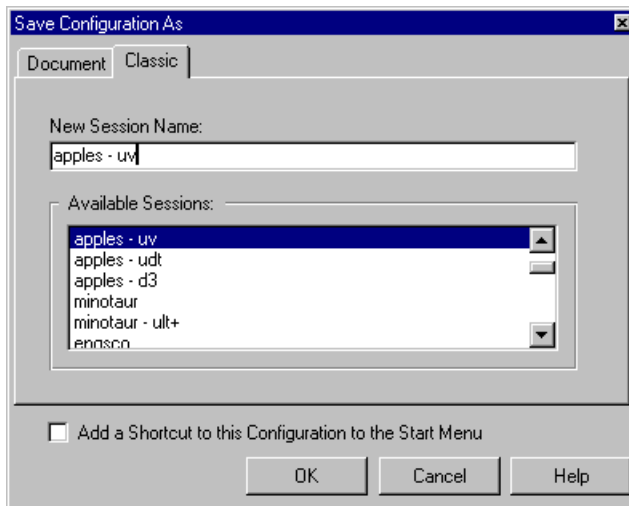 Save Configuration As
Document Classic
New Session Name:
apples - uv
Available Sessions:
apples - uv
apples - udt
apples - d3
minotaur
minotaur - ult+
engsco
Add a Shortcut to this Configuration to the Start Menu
OK Cancel Help